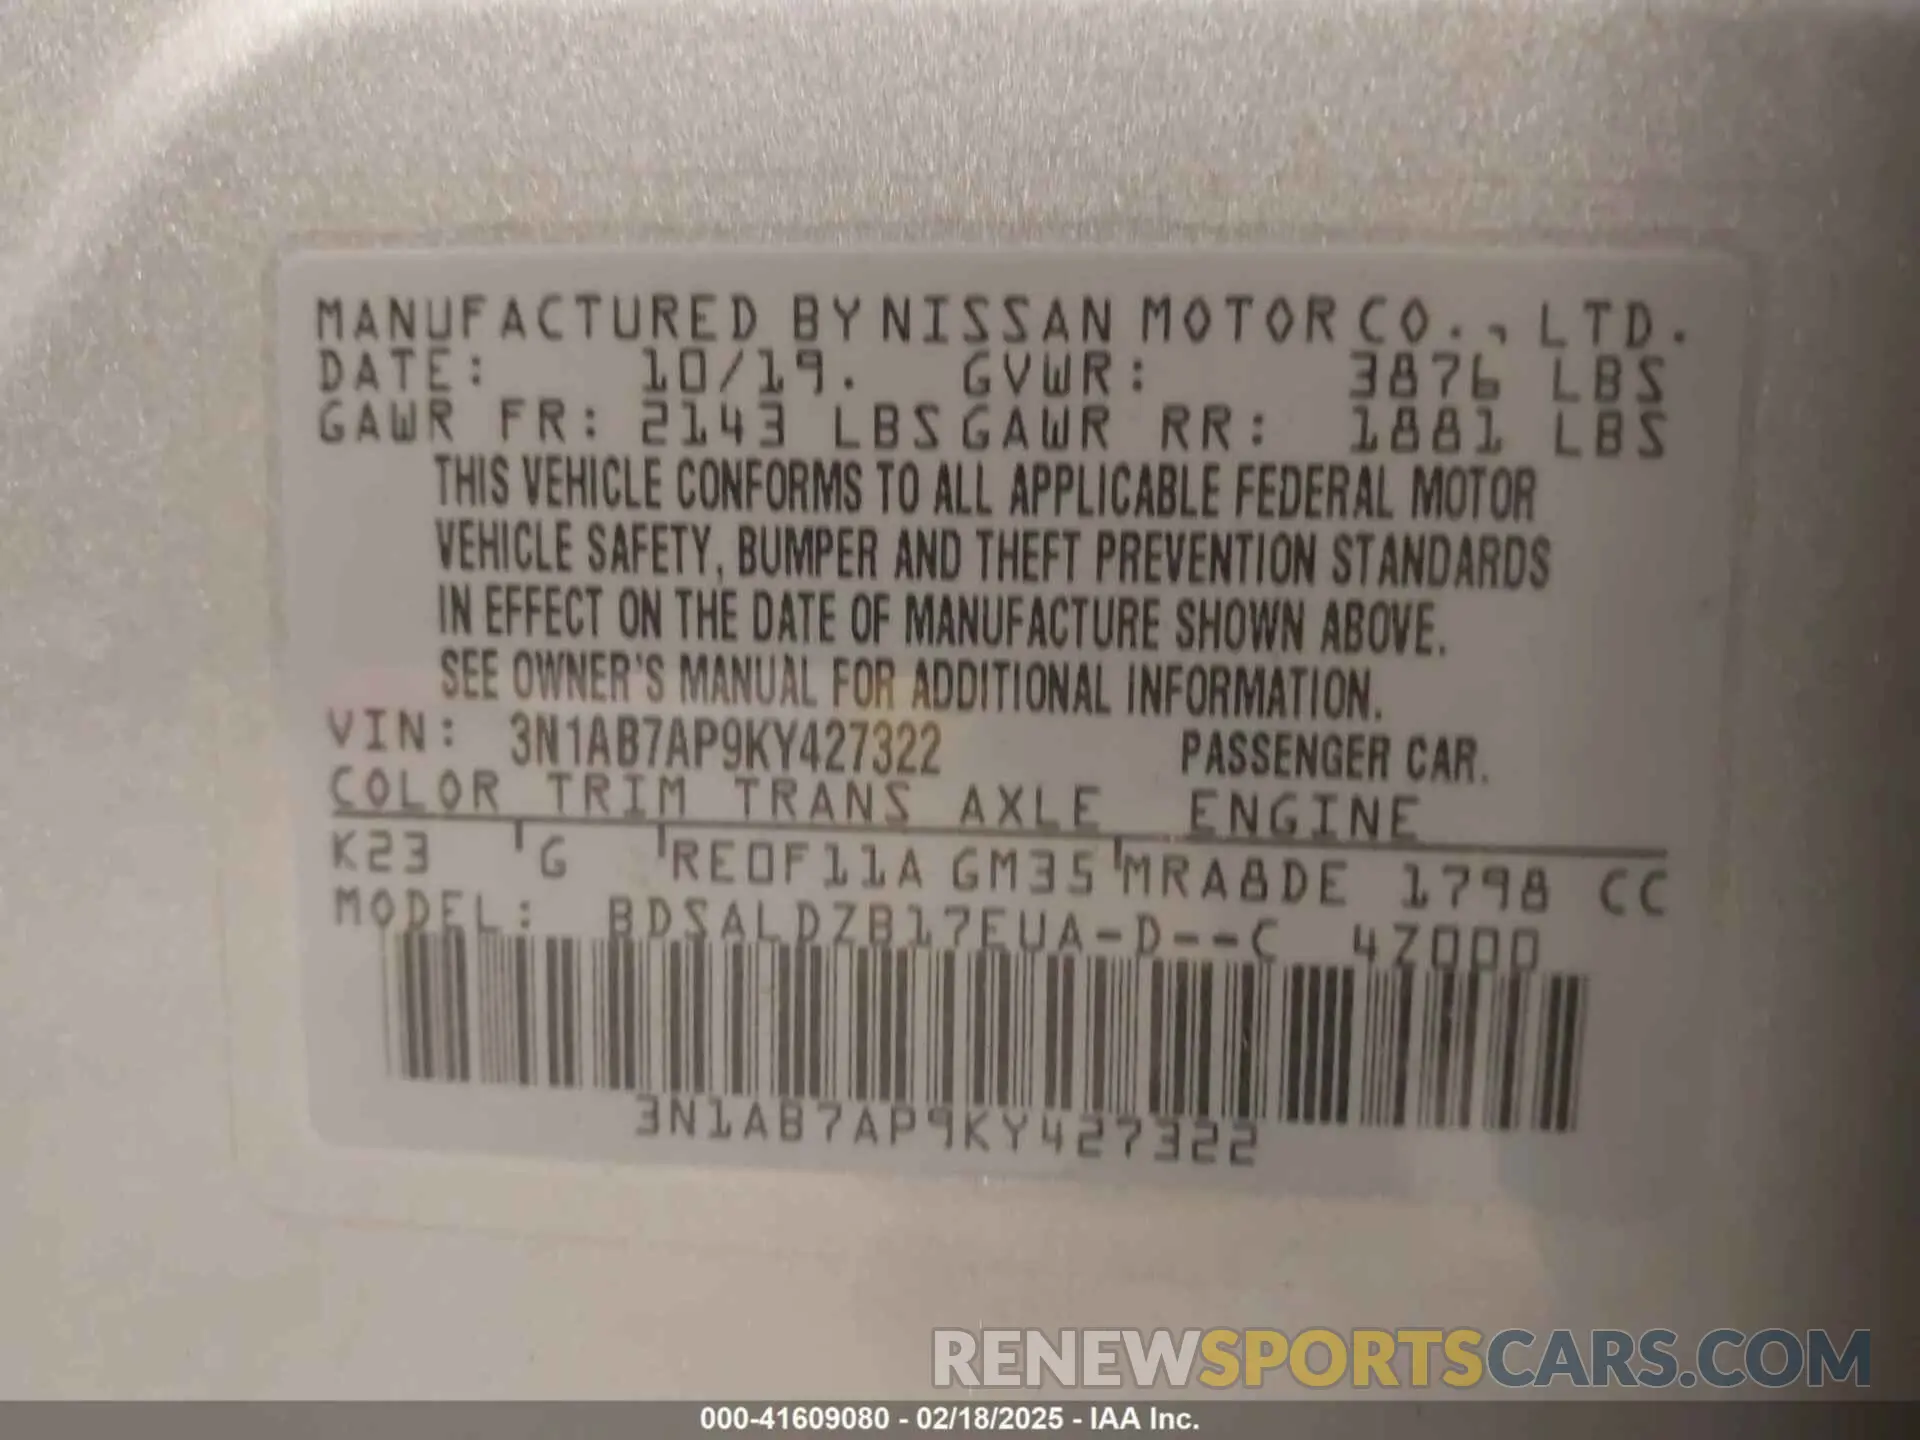 MANUFACTURED BY NISSAN MOTOR CO., LTD.
DATE: 10/19. GVWR: 3876 LBS
GAWR FR: 2143 LBS GAWR RR: 1881 LBS
THIS VEHICLE CONFORMS TO ALL APPLICABLE FEDERAL MOTOR
VEHICLE SAFETY, BUMPER AND THEFT PREVENTION STANDARDS
IN EFFECT ON THE DATE OF MANUFACTURE SHOWN ABOVE.
SEE OWNER'S MANUAL FOR ADDITIONAL INFORMATION.
VIN: 3N1AB7AP9KY427322 PASSENGER CAR.
COLOR TRIM TRANS AXLE ENGINE
K23 G RE0F11A GM35 MRA8DE 1798 CC
MODEL: BDSALDZB17EUA-D--C 4Z000
3N1AB7AP9KY427322
RENEWSPORTSCARS.COM
000-41609080 - 02/18/2025 - IAA Inc.